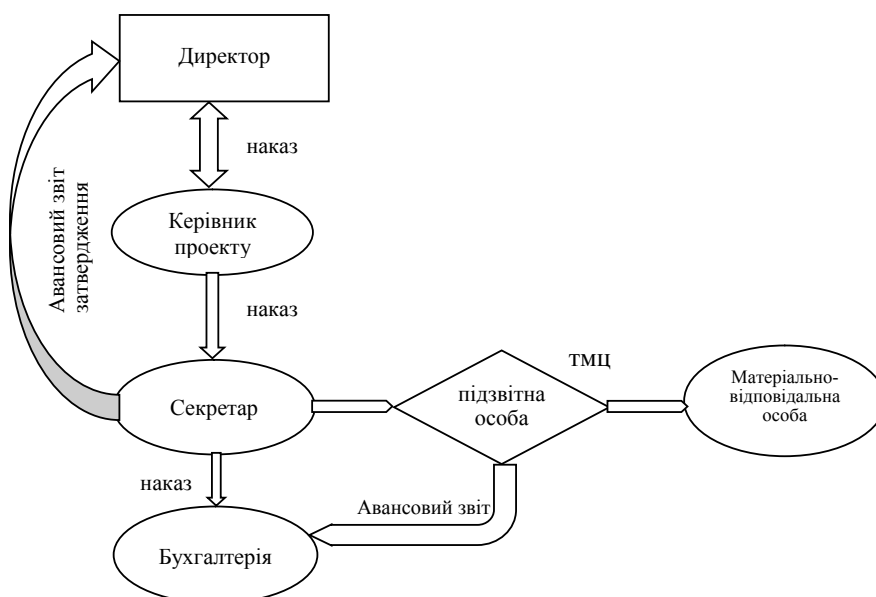 Директор
наказ
Авансовий звіт
затвердження
Керівник
проекту
наказ
тмц
Секретар
підзвітна
особа
Матеріально-
відповідальна
особа
наказ
Авансовий звіт
Бухгалтерія